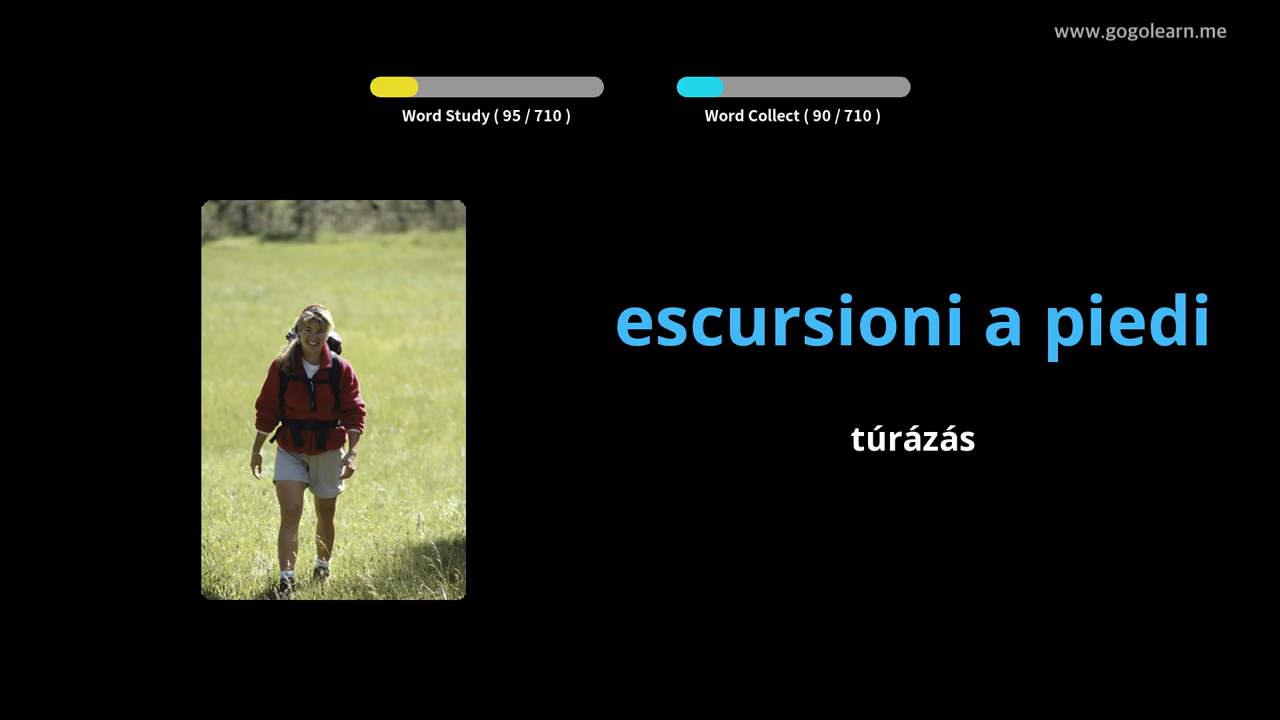 www.gogolearn.me
Word Study ( 95 / 710 )
Word Collect ( 90 / 710 )
escursioni a piedi
túrázás